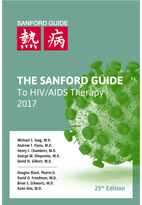 SANFORD GUIDE
熱病
THE SANFORD GUIDE
To HIV/AIDS Therapy
2017
Michael S. Saag, M.D.
Andrew T. Pavia, M.D.
Henry F. Chambers, M.D.
George M. Eliopoulos, M.D.
David N. Gilbert, M.D.
Douglas Black, Pharm.D.
David O. Freedman, M.D.
Brian S. Schwartz, M.D.
Kami Kim, M.D.
25th Edition